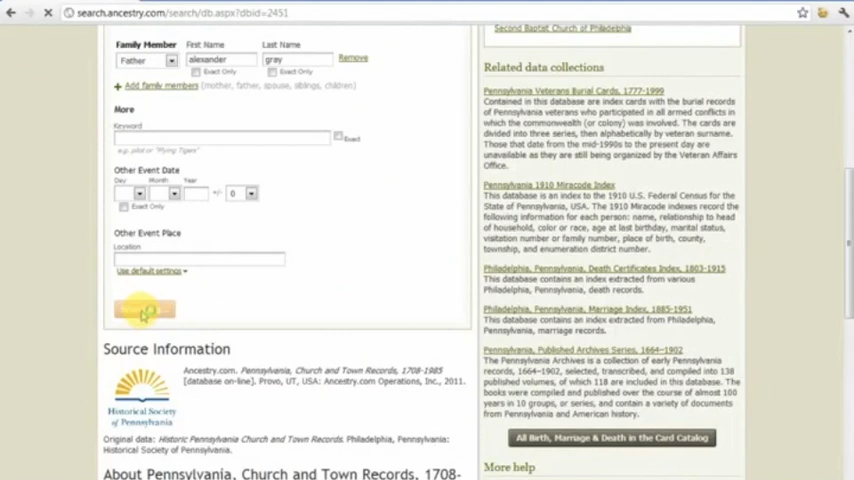 search.ancestry.com/search/db.aspx?dbid=2451
Family Member
First Name
Last Name
Father
alexander
gray
Remove
Exact Only
Exact Only
Add family members (mother, father, spouse, siblings, children)
More
Keyword
Exact
e.g. pilot or "Flying Tigers"
Other Event Date
Day
Month
Year
+/-
0
Exact Only
Other Event Place
Location
Use default settings
Source Information
Historical Society
of Pennsylvania
Ancestry.com. Pennsylvania, Church and Town Records, 1708-1985
[database on-line]. Provo, UT, USA: Ancestry.com Operations, Inc., 2011.
Original data: Historic Pennsylvania Church and Town Records. Philadelphia, Pennsylvania:
Historical Society of Pennsylvania.
About Pennsylvania, Church and Town Records, 1708-
Second Baptist Church of Philadelphia
Related data collections
Pennsylvania Veterans Burial Cards, 1777-1999
Contained in this database are index cards with the burial records
of Pennsylvania veterans who participated in all armed conflicts in
which the commonwealth (or colony) was involved. The cards are
divided into three series, then alphabetically by veteran surname.
Those that date from the mid-1990s to the present day are
unavailable as they are still being organized by the Veteran Affairs
Office.
Pennsylvania 1910 Miracode Index
This database is an index to the 1910 U.S. Federal Census for the
State of Pennsylvania, USA. The 1910 Miracode indexes record the
following information for each person: name, relationship to head
of household, color or race, age at last birthday, marital status,
visitation number or family number, place of birth, county,
township, and enumeration district number.
Philadelphia, Pennsylvania, Death Certificates Index, 1803-1915
This database contains an index extracted from various
Philadelphia, Pennsylvania, death records.
Philadelphia, Pennsylvania, Marriage Index, 1885-1951
This database contains an index extracted from Philadelphia,
Pennsylvania, marriage records.
Pennsylvania, Published Archives Series, 1664-1902
The Pennsylvania Archives is a collection of early Pennsylvania
records, 1664-1902, selected, transcribed, and compiled into 138
published volumes, of which 118 are included in this database. The
books were compiled and published over the course of almost 100
years in 10 groups, or series, and contain a variety of documents
from Pennsylvania and American history.
All Birth, Marriage & Death in the Card Catalog
More help